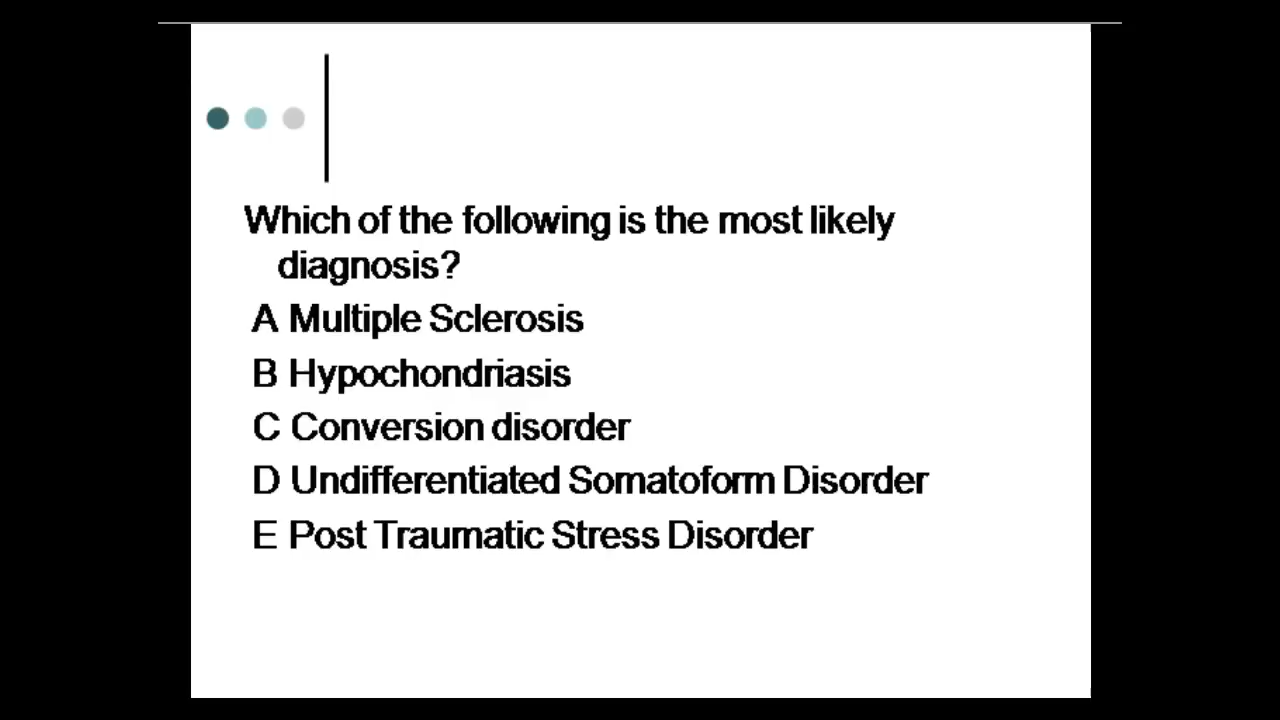 Which of the following is the most likely
diagnosis?
A Multiple Sclerosis
B Hypochondriasis
C Conversion disorder
D Undifferentiated Somatoform Disorder
E Post Traumatic Stress Disorder